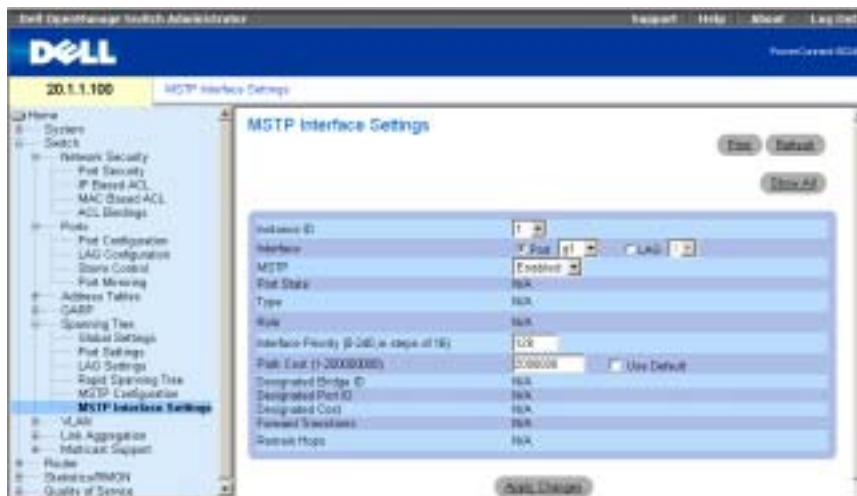 Dell OpenManage Switch Administrator
Support Help About Log Out
DELL
PowerConnect
20.1.1.100
MSTP Interface Settings
Home
System
Switch
Network Security
Port Security
IP Based ACL
MAC Based ACL
ACL Bindings
Ports
Port Configuration
LAG Configuration
Storm Control
Port Mirroring
Address Tables
GARP
Spanning Tree
Global Settings
Port Settings
LAG Settings
Rapid Spanning Tree
MSTP Configuration
MSTP Interface Settings
VLAN
Link Aggregation
Multicast Support
Router
Statistics/RMON
Quality of Service
MSTP Interface Settings
Print Refresh
Show All
Instance ID 1
Interface Port g1 LAG 1
MSTP Enabled
Port State N/A
Type N/A
Role N/A
Interface Priority (0-240,in steps of 16) 128
Path Cost (1-200000000) 2000000 Use Default
Designated Bridge ID N/A
Designated Port ID N/A
Designated Cost N/A
Forward Transitions N/A
Remain Hops N/A
Apply Changes